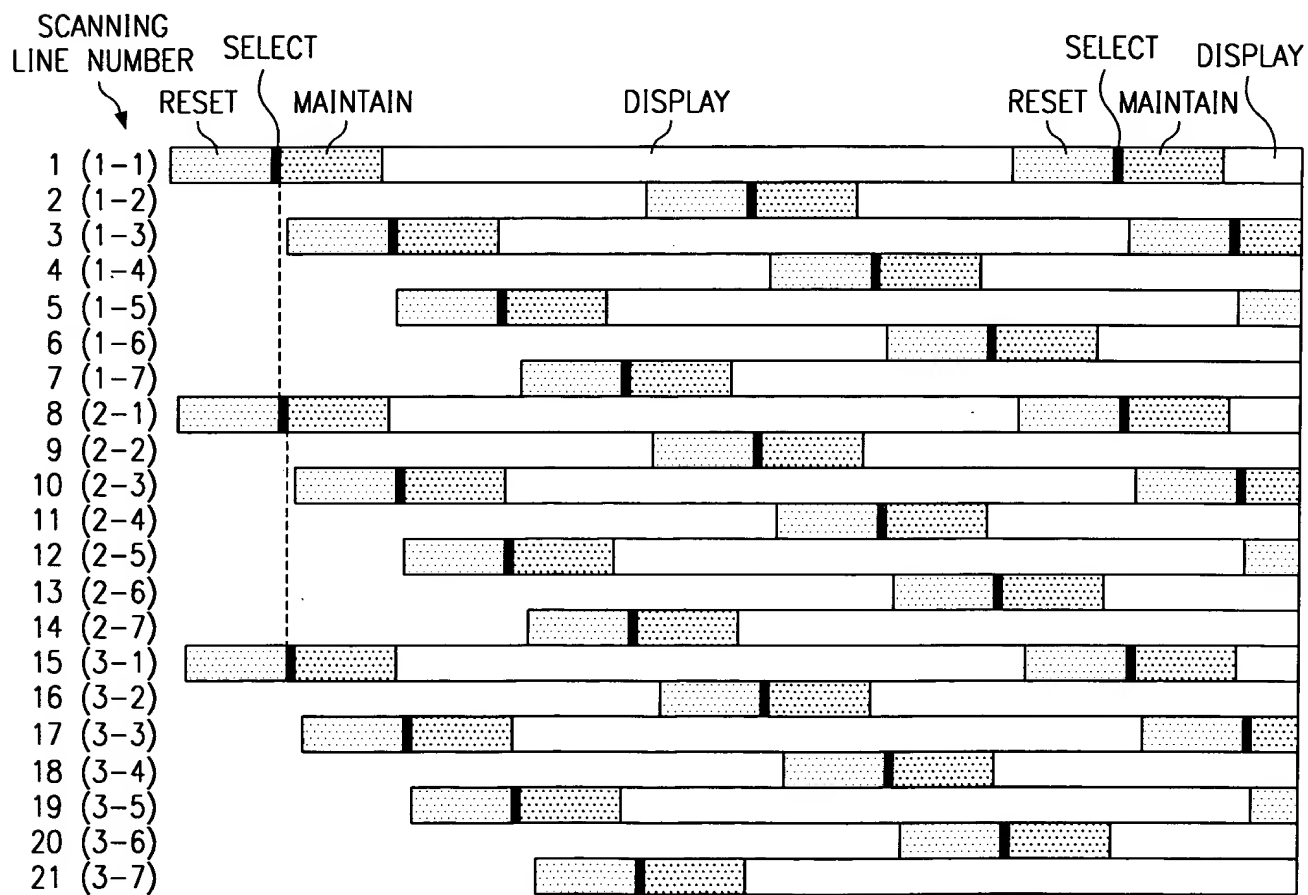 SCANNING
LINE NUMBER
SELECT
SELECT
DISPLAY
RESET
MAINTAIN
DISPLAY
RESET
MAINTAIN
1 (1-1)
2 (1-2)
3 (1-3)
4 (1-4)
5 (1-5)
6 (1-6)
7 (1-7)
8 (2-1)
9 (2-2)
10 (2-3)
11 (2-4)
12 (2-5)
13 (2-6)
14 (2-7)
15 (3-1)
16 (3-2)
17 (3-3)
18 (3-4)
19 (3-5)
20 (3-6)
21 (3-7)